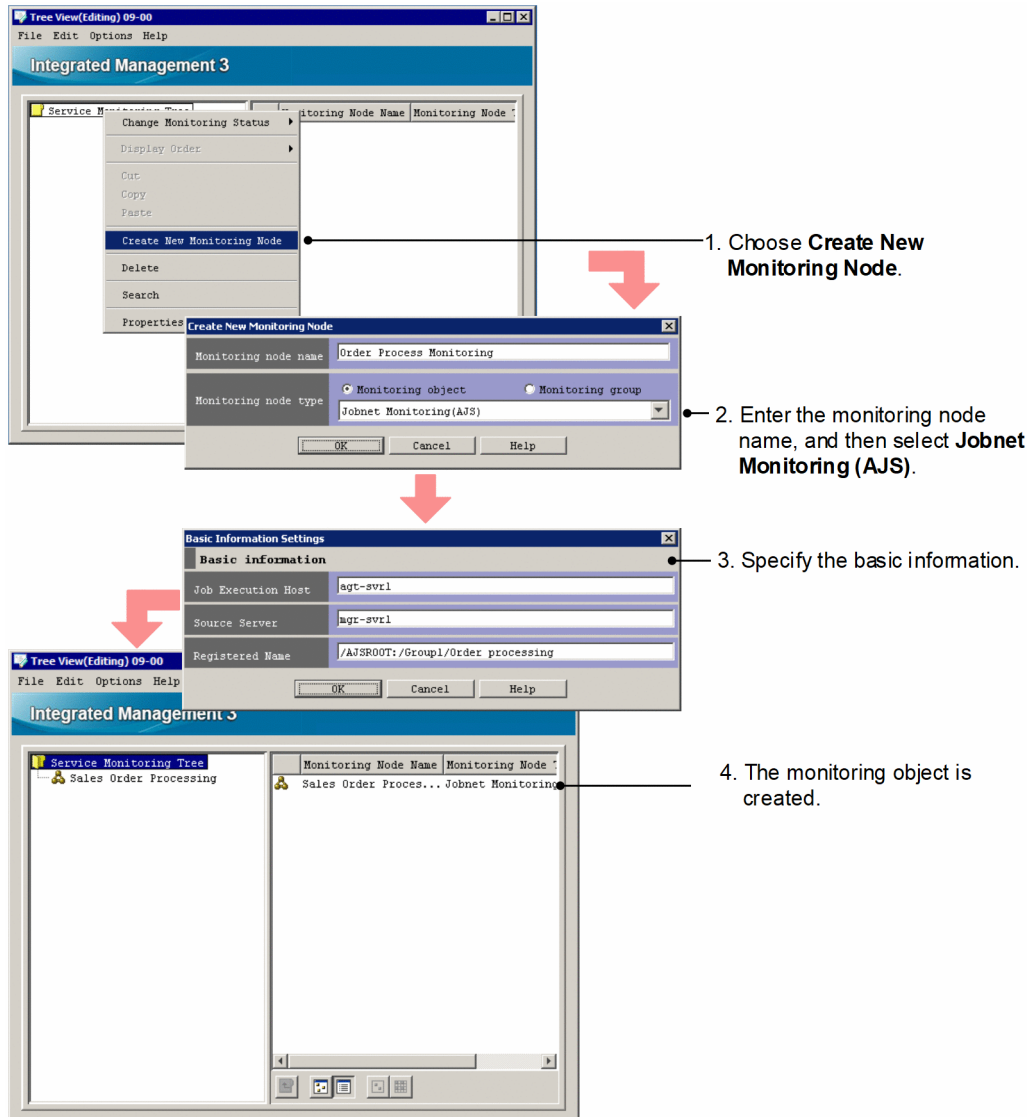 Tree View(Editing) 09-00
File Edit Options Help
Integrated Management 3
Service Monitoring Tree
Monitoring Node Name Monitoring Node
Change Monitoring Status
Display Order
Cut
Copy
Paste
Create New Monitoring Node
Delete
Search
Properties
1. Choose Create New
Monitoring Node.
Create New Monitoring Node
Monitoring node name Order Process Monitoring
Monitoring node type
Monitoring object Monitoring group
Jobnet Monitoring(AJS)
OK Cancel Help
2. Enter the monitoring node
name, and then select Jobnet
Monitoring (AJS).
Basic Information Settings
Basic information
Job Execution Host agt-svr1
Source Server mgr-svr1
Registered Name /AJSROOT:/Group1/Order processing
OK Cancel Help
3. Specify the basic information.
Tree View(Editing) 09-00
File Edit Options Help
Integrated Management 3
Service Monitoring Tree
Sales Order Processing
Monitoring Node Name Monitoring Node
Sales Order Proces... Jobnet Monitoring
4. The monitoring object is
created.